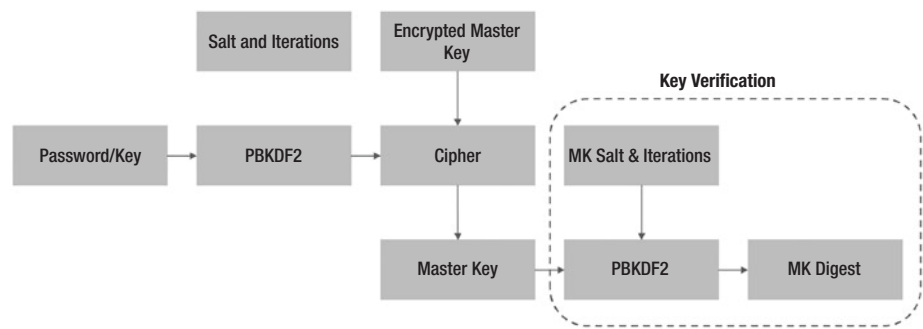 Salt and Iterations
Encrypted Master
Key
Key Verification
Password/Key
PBKDF2
Cipher
MK Salt & Iterations
Master Key
PBKDF2
MK Digest